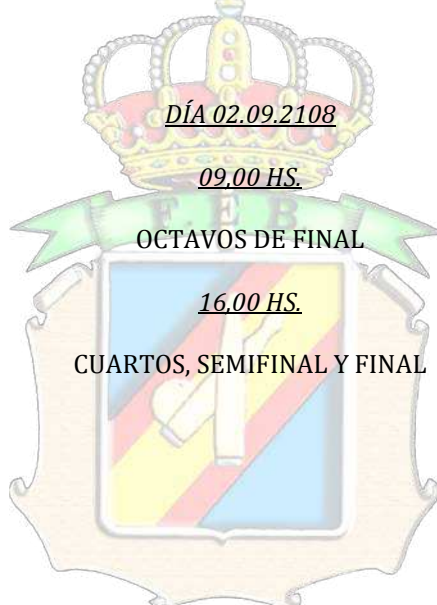 DÍA 02.09.2108
09,00 HS.
F. E. B
OCTAVOS DE FINAL
16,00 HS.
CUARTOS, SEMIFINAL Y FINAL